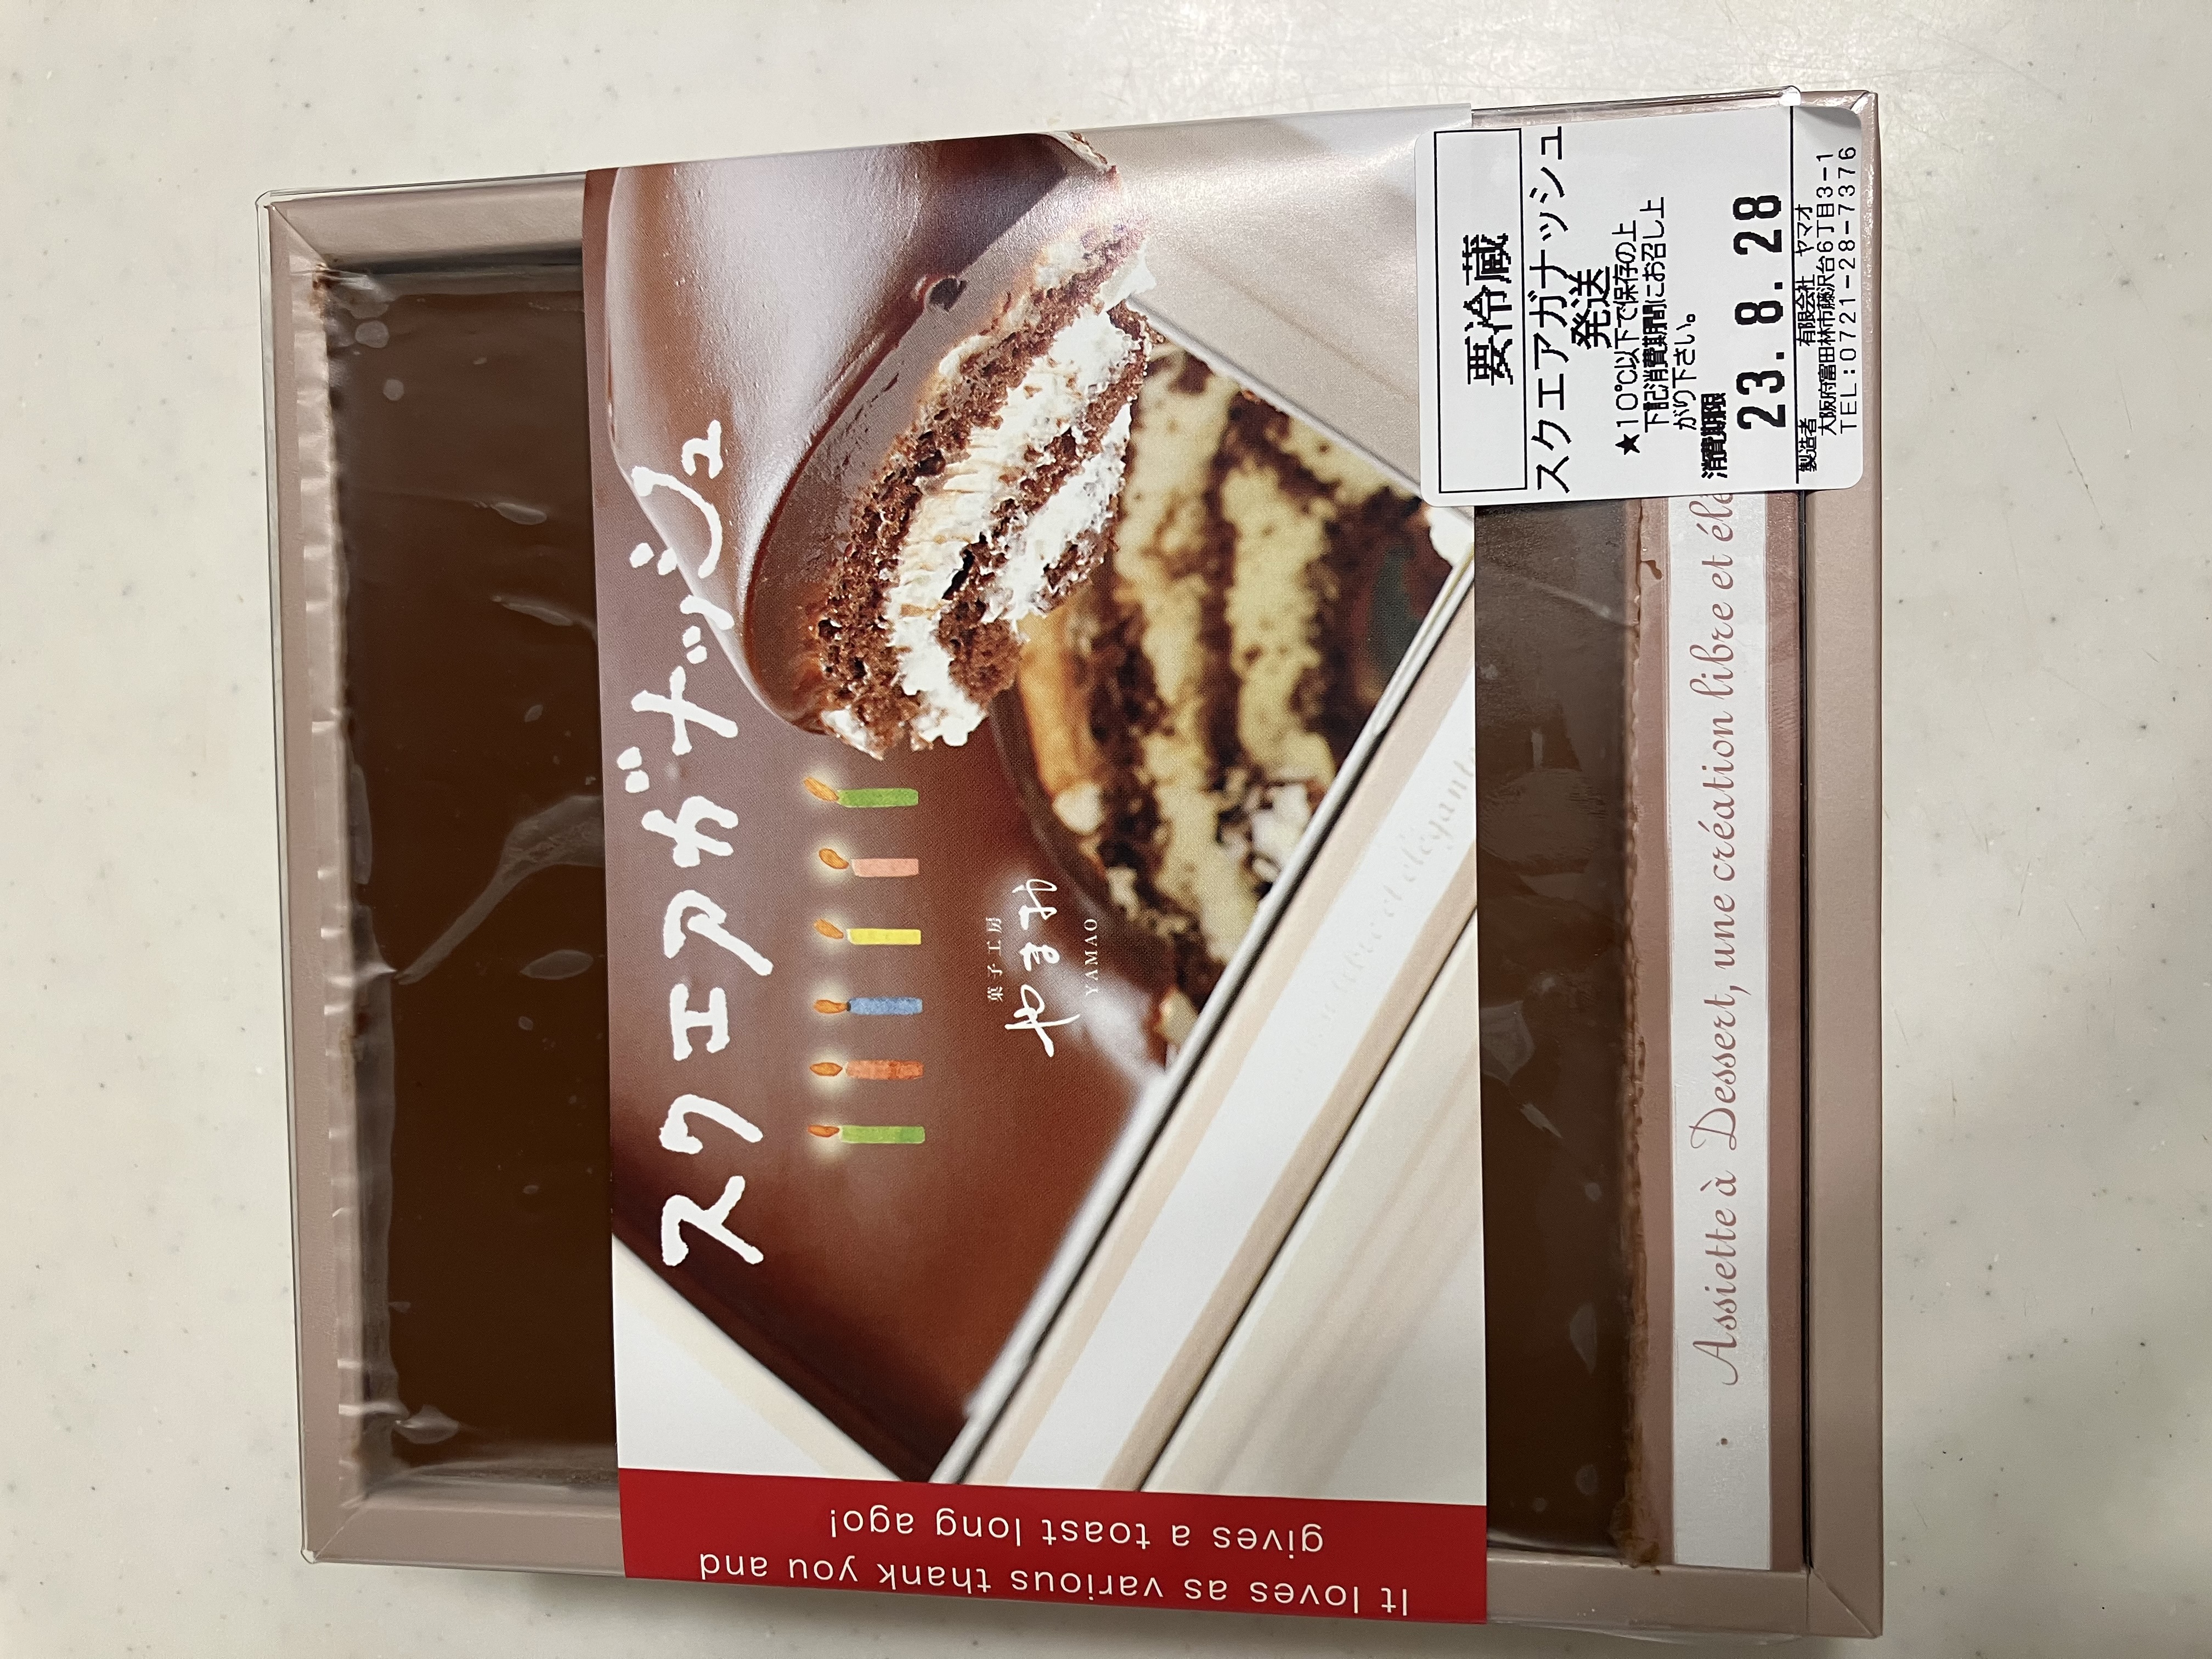 スクエアガナッシュ
菓子工房
やまお
YAMAO
要冷蔵
スクエアガナッシュ
発送
★10℃以下で保存の上
下記消費期間にお召し上
がり下さい。
消費期限
23. 8. 28
製造者 有限会社 ヤマオ
大阪府富田林市藤沢台6丁目3-1
TEL:0721-28-7376
Assiette à Dessert, une création libre et élé
It loves as various thank you and
gives a toast long ago!